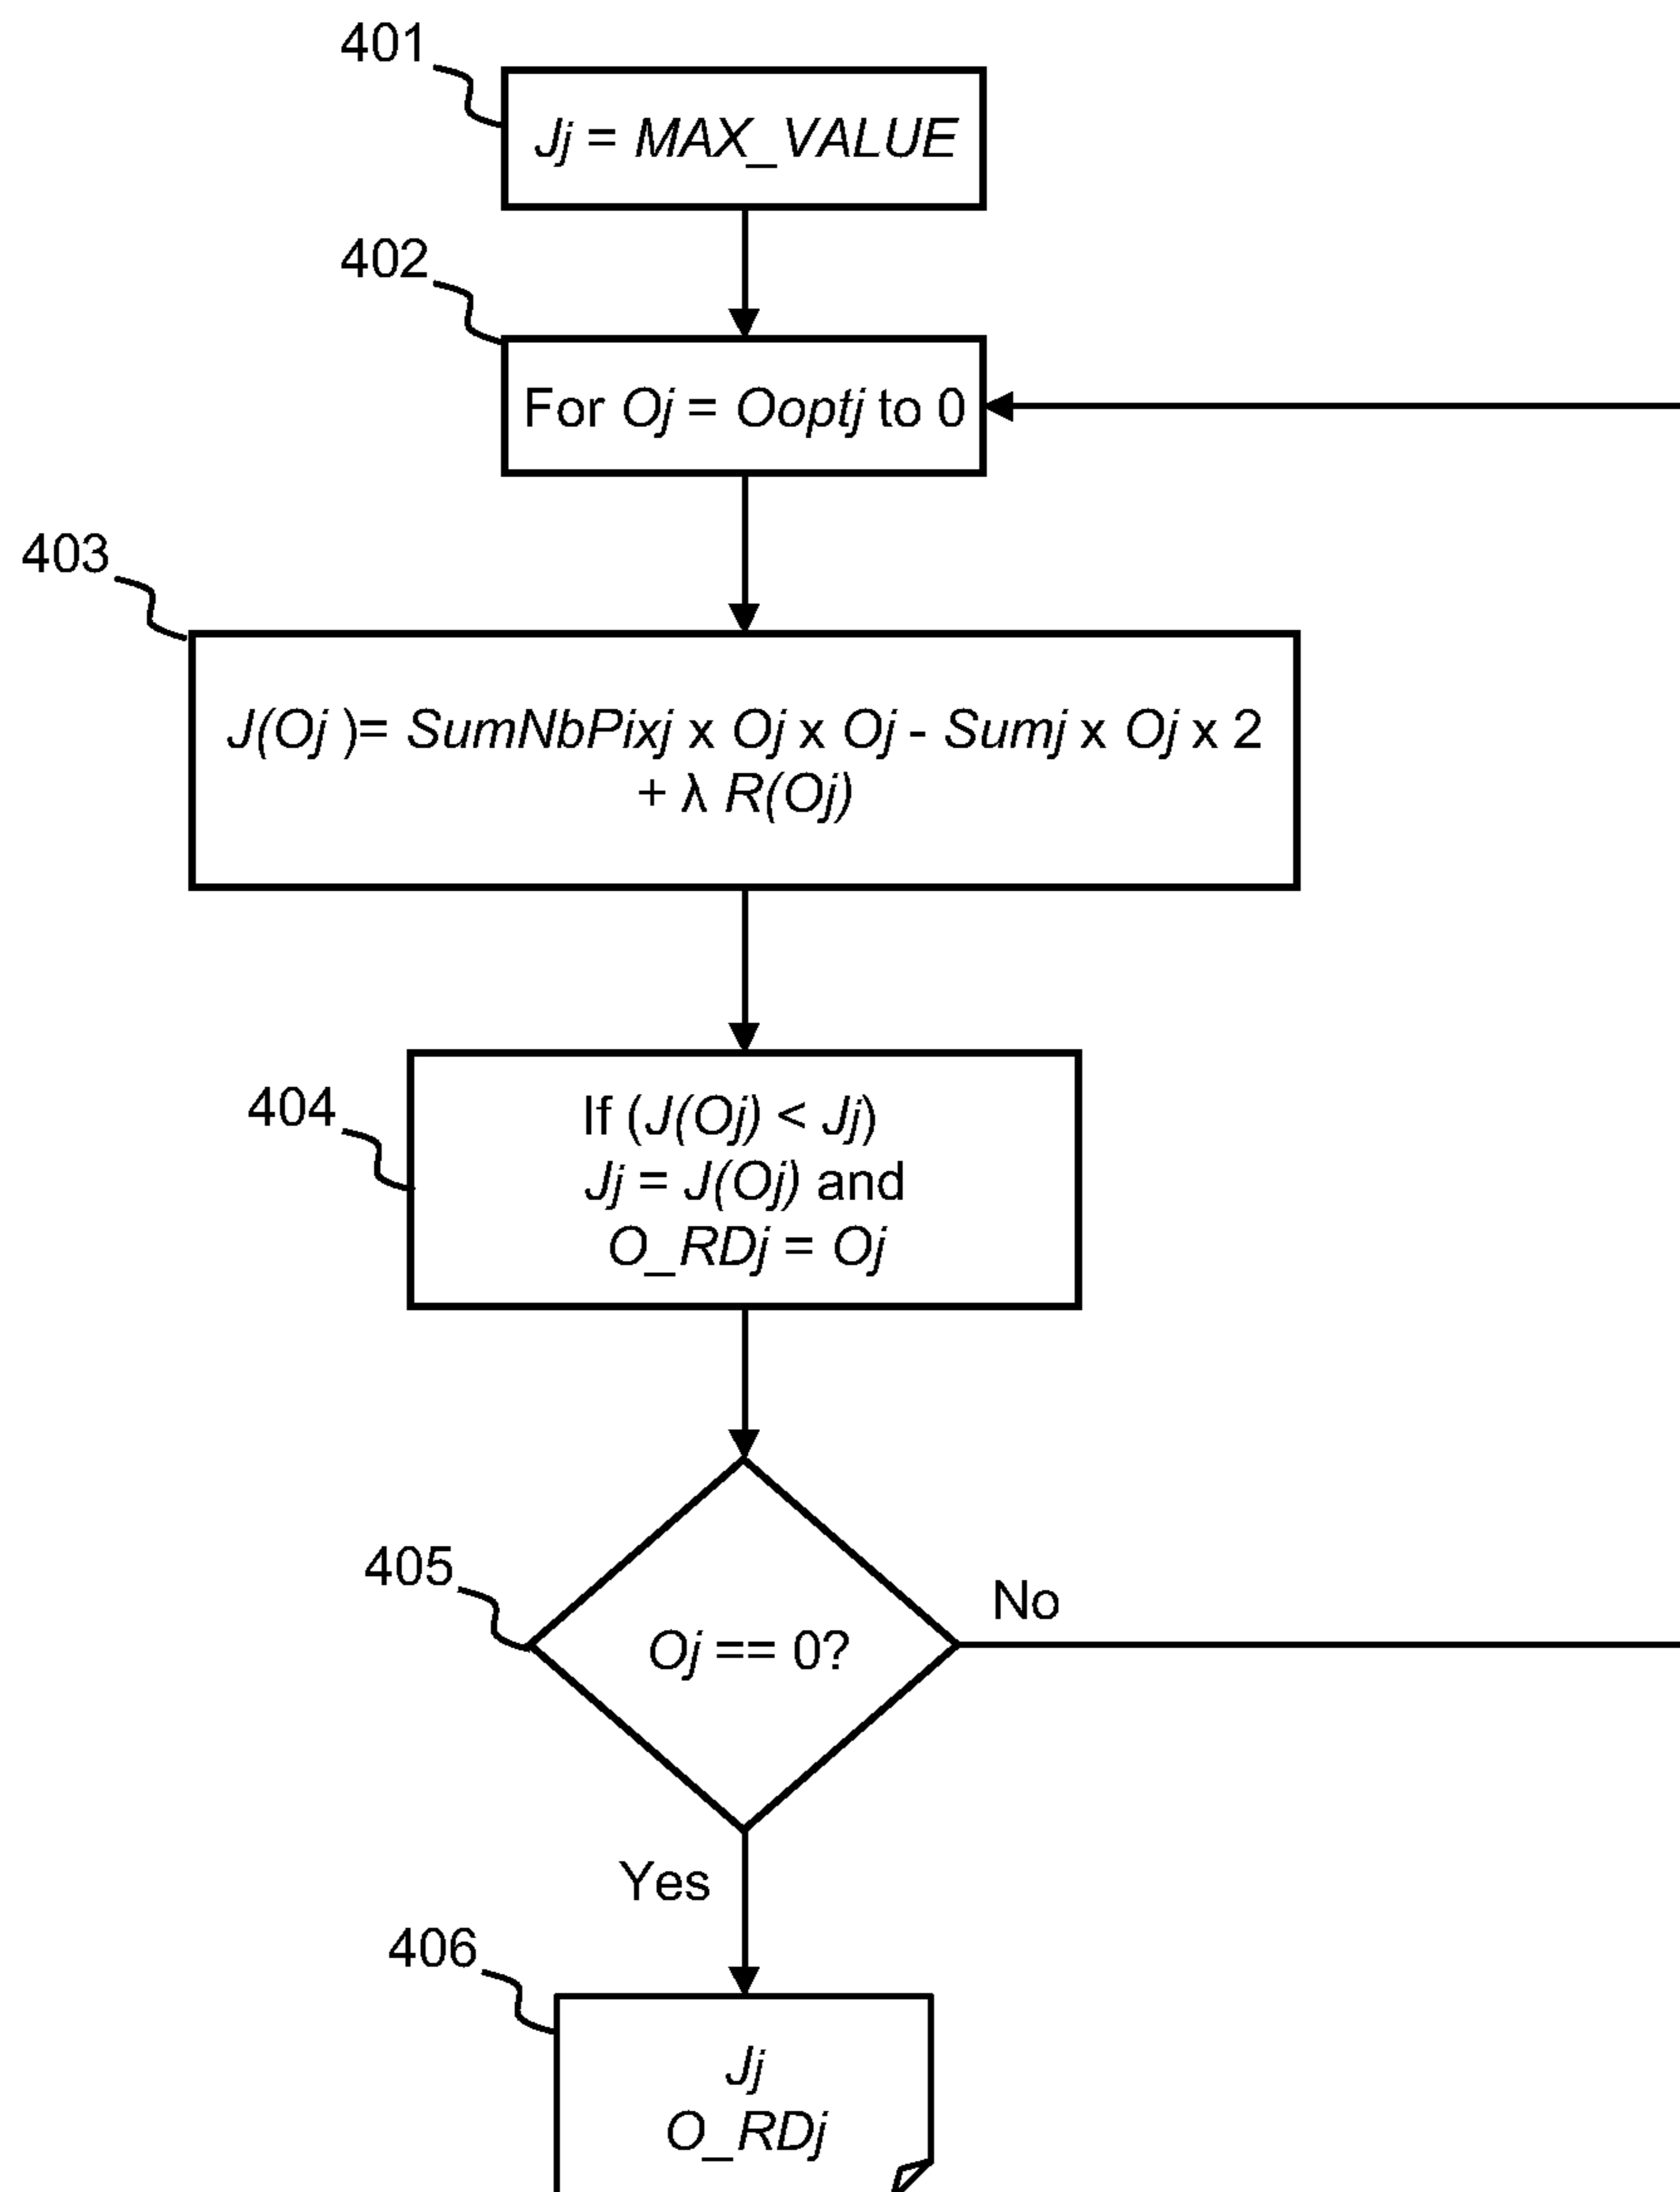 401
Jj = MAX_VALUE
402
For Oj = Ooptj to 0
403
J(Oj )= SumNbPixj x Oj x Oj - Sumj x Oj x 2
+ λ R(Oj)
404
If (J(Oj) < Jj)
Jj = J(Oj) and
O_RDj = Oj
405
Oj == 0?
No
Yes
406
Jj
O_RDj